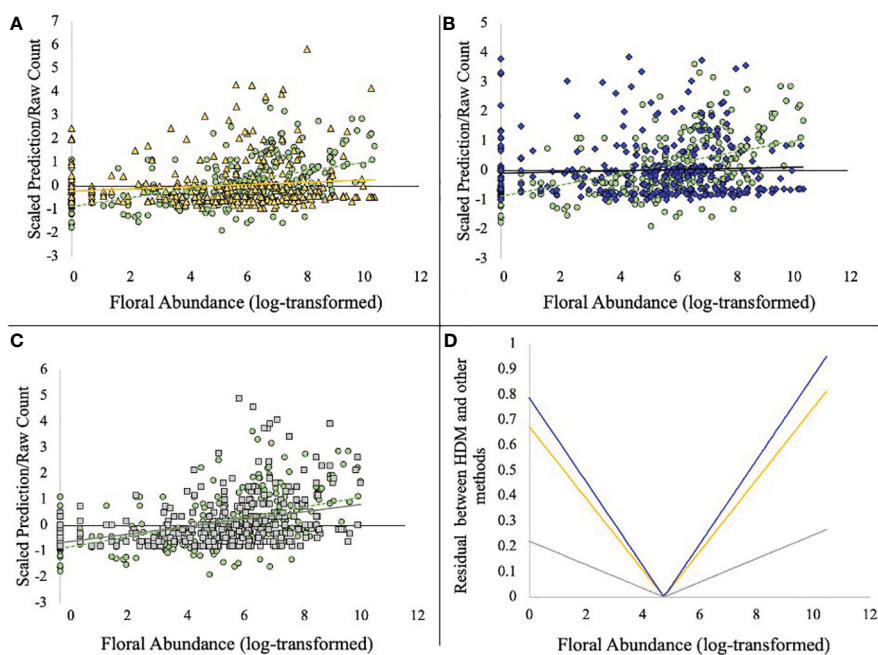 A
Scaled Prediction/Raw Count
7
6
5
4
3
2
1
0
-1
-2
-3
0 2 4 6 8 10 12
Floral Abundance (log-transformed)
B
Scaled Prediction/Raw Count
5
4
3
2
1
0
-1
-2
-3
0 2 4 6 8 10 12
Floral Abundance (log-transformed)
C
Scaled Prediction/Raw Count
6
5
4
3
2
1
0
-1
-2
-3
0 2 4 6 8 10 12
Floral Abundance (log-transformed)
D
Residual between HDM and other
methods
1
0.9
0.8
0.7
0.6
0.5
0.4
0.3
0.2
0.1
0
0 2 4 6 8 10 12
Floral Abundance (log-transformed)